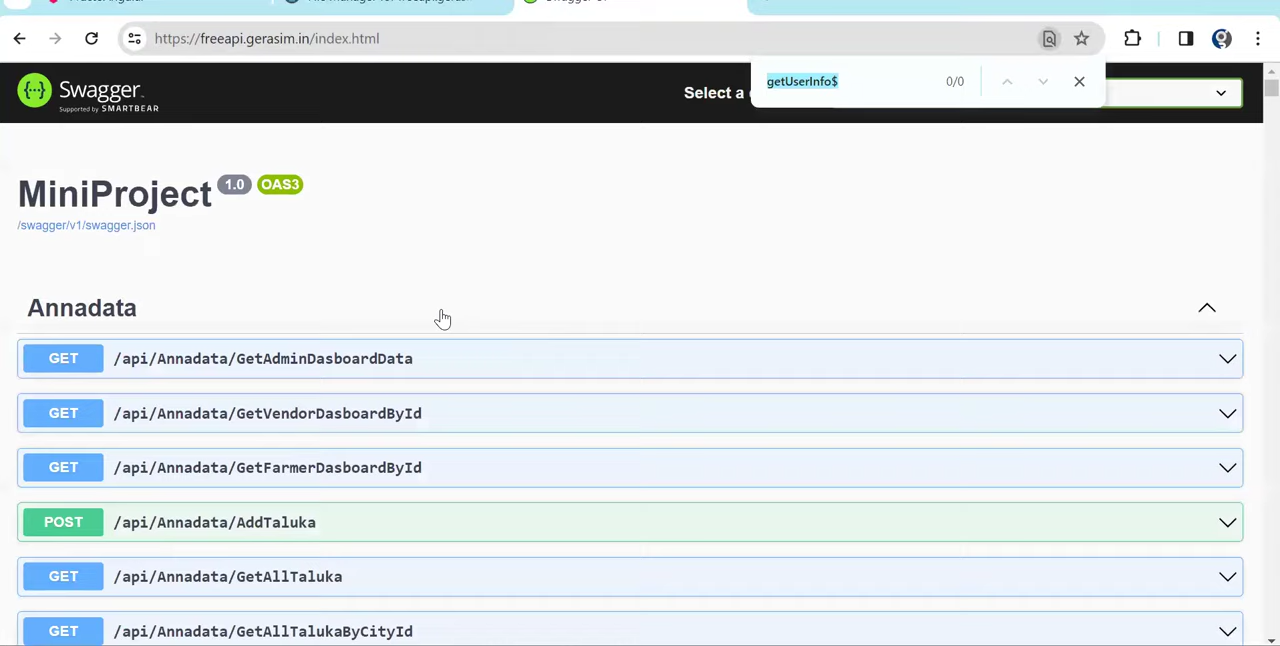 https://freeapi.gerasim.in/index.html
getUserInfo$ 0/0
Swagger
Supported by SMARTBEAR
Select a
MiniProject 1.0 OAS3
/swagger/v1/swagger.json
Annadata
GET /api/Annadata/GetAdminDasboardData
GET /api/Annadata/GetVendorDasboardById
GET /api/Annadata/GetFarmerDasboardById
POST /api/Annadata/AddTaluka
GET /api/Annadata/GetAllTaluka
GET /api/Annadata/GetAllTalukaByCityId